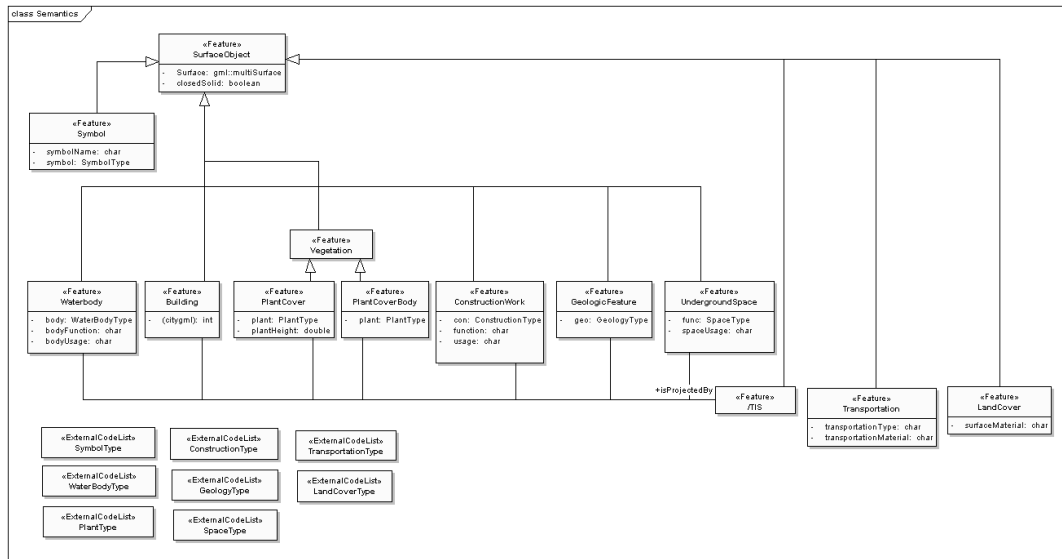 class Semantics
«Feature»
SurfaceObject
- Surface: gml::multiSurface
- closedSolid: boolean
«Feature»
Symbol
- symbolName: char
- symbol: SymbolType
«Feature»
Vegetation
«Feature»
Waterbody
- body: WaterBodyType
- bodyFunction: char
- bodyUsage: char
«Feature»
Building
- (citygml): int
«Feature»
PlantCover
- plant: PlantType
- plantHeight: double
«Feature»
PlantCoverBody
- plant: PlantType
«Feature»
ConstructionWork
- con: ConstructionType
- function: char
- usage: char
«Feature»
GeologicFeature
- geo: GeologyType
«Feature»
UndergroundSpace
- func: SpaceType
- spaceUsage: char
+isProjectedBy
«Feature»
/TIS
«Feature»
Transportation
- transportationType: char
- transportationMaterial: char
«Feature»
LandCover
- surfaceMaterial: char
«ExternalCodeList»
SymbolType
«ExternalCodeList»
ConstructionType
«ExternalCodeList»
TransportationType
«ExternalCodeList»
WaterBodyType
«ExternalCodeList»
GeologyType
«ExternalCodeList»
LandCoverType
«ExternalCodeList»
PlantType
«ExternalCodeList»
SpaceType